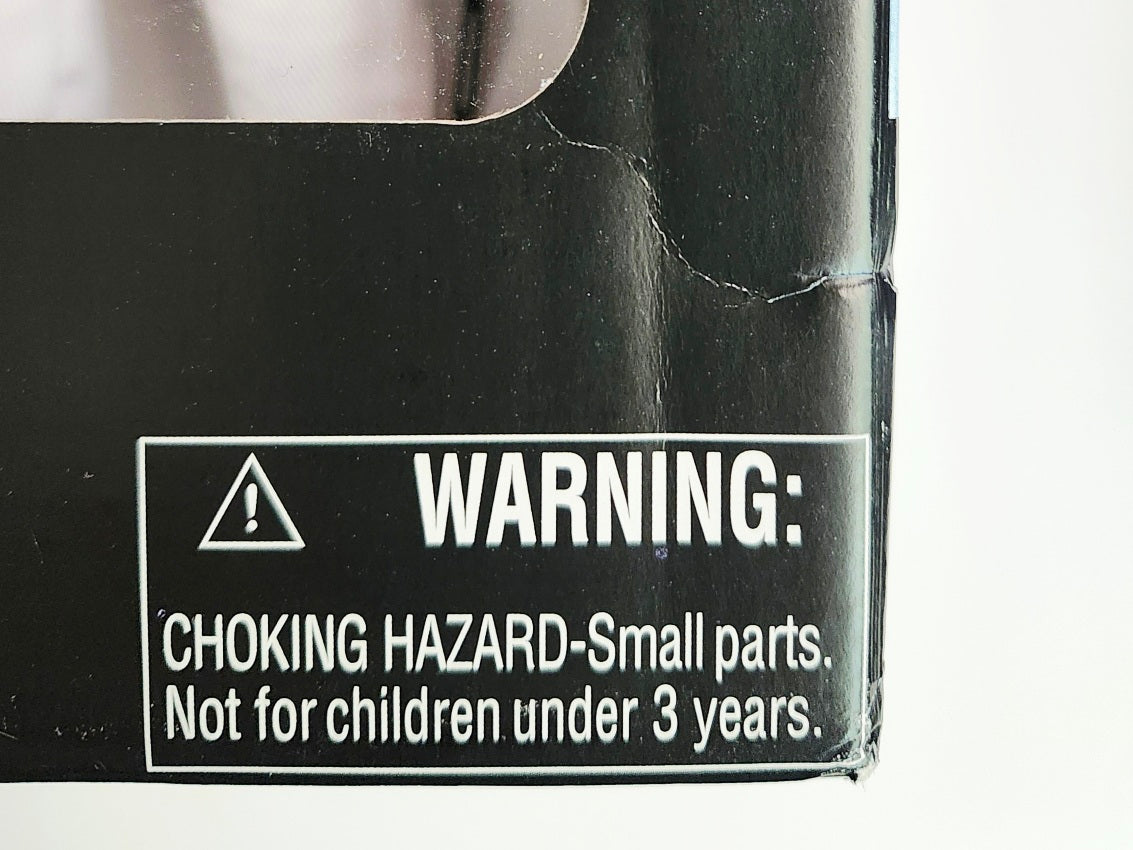 WARNING:
CHOKING HAZARD-Small parts.
Not for children under 3 years.